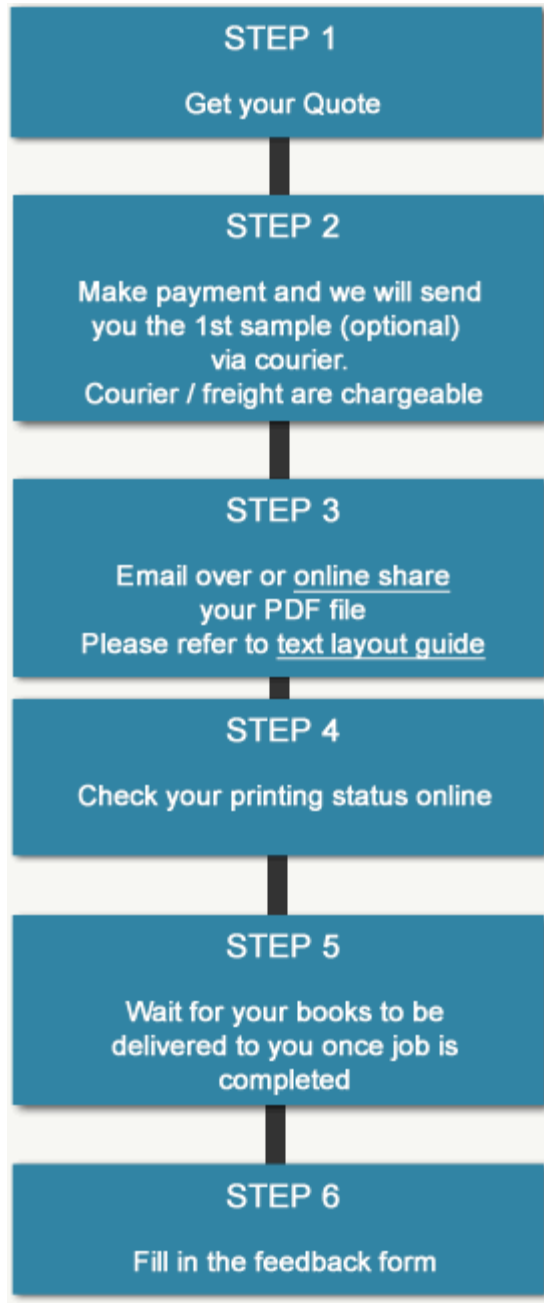 STEP 1
Get your Quote
STEP 2
Make payment and we will send
you the 1st sample (optional)
via courier.
Courier / freight are chargeable
STEP 3
Email over or online share
your PDF file
Please refer to text layout guide
STEP 4
Check your printing status online
STEP 5
Wait for your books to be
delivered to you once job is
completed
STEP 6
Fill in the feedback form